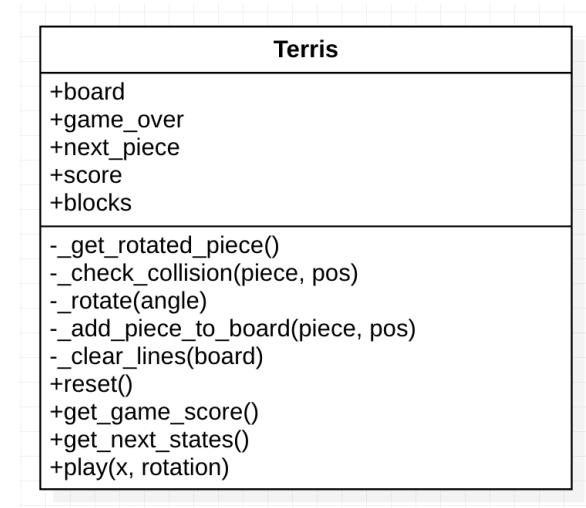 Terris
+board
+game_over
+next_piece
+score
+blocks
-_get_rotated_piece()
-_check_collision(piece, pos)
-_rotate(angle)
-_add_piece_to_board(piece, pos)
-_clear_lines(board)
+reset()
+get_game_score()
+get_next_states()
+play(x, rotation)